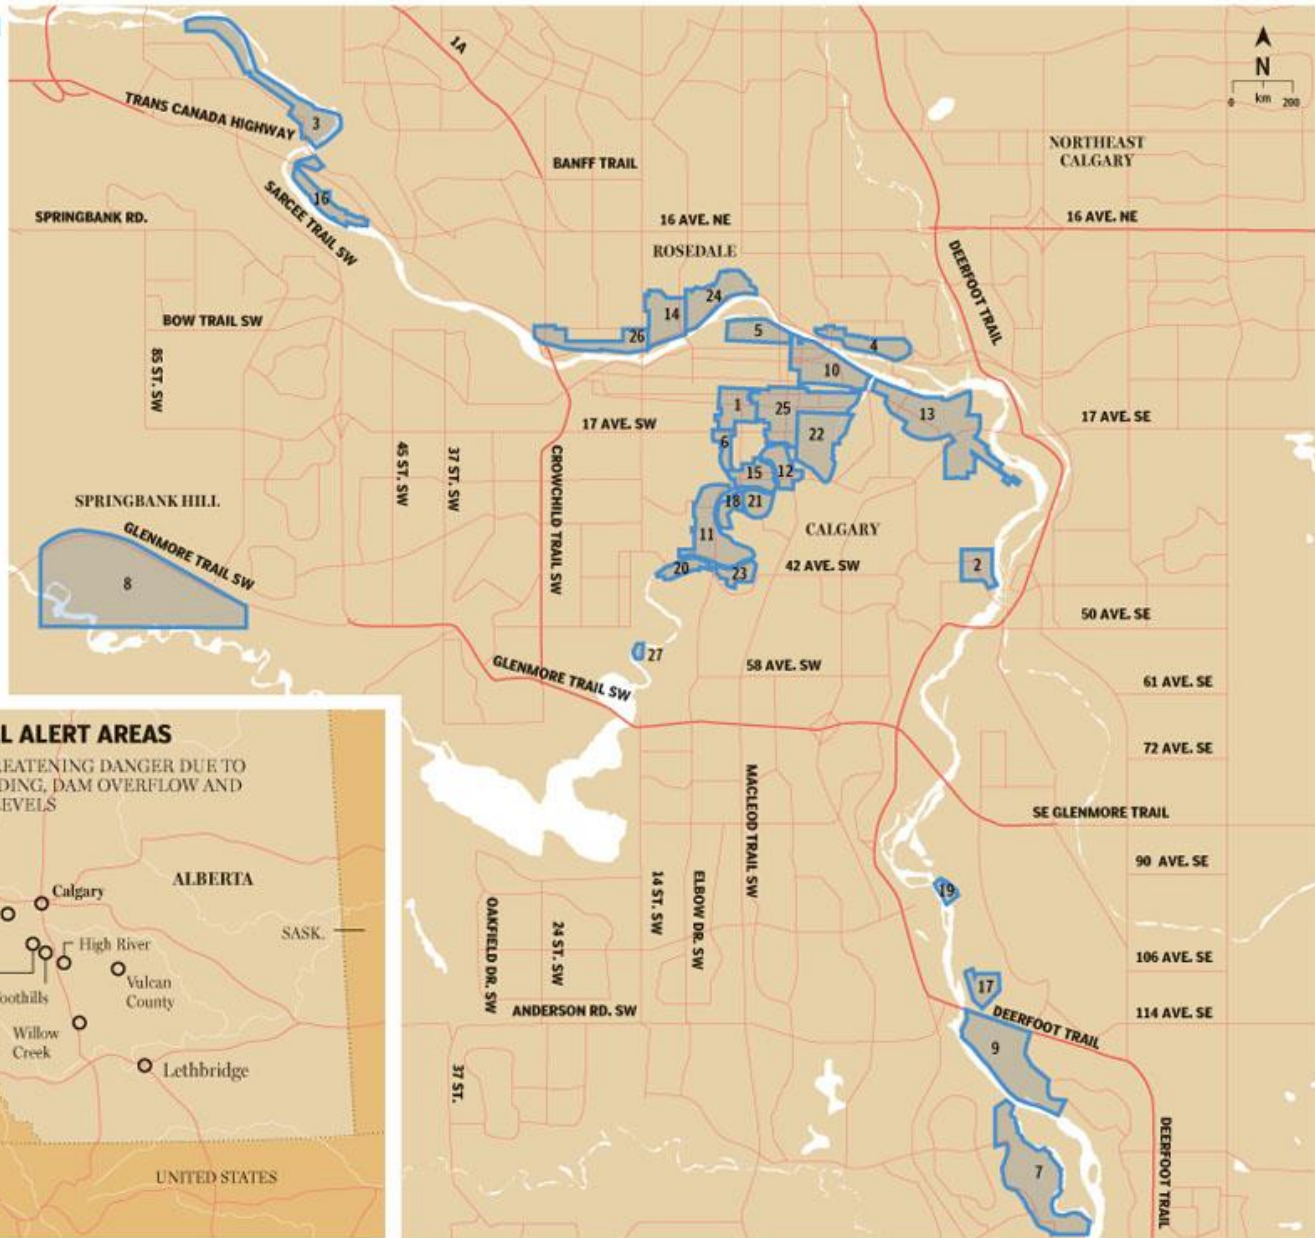 1A
N
0 km 200
TRANS CANADA HIGHWAY
3
NORTHEAST
CALGARY
BANFF TRAIL
16
SARCEE TRAIL SW
SPRINGBANK RD.
16 AVE. NE
16 AVE. NE
ROSEDALE
DEERFOOT TRAIL
24
14
BOW TRAIL SW
26
5
4
10
85 ST. SW
1
25
13
17 AVE. SW
17 AVE. SE
22
6
45 ST. SW
37 ST. SW
CROWCHILD TRAIL SW
15
12
SPRINGBANK HILL
18
21
GLENMORE TRAIL SW
11
CALGARY
8
20
23
42 AVE. SW
2
50 AVE. SE
27
GLENMORE TRAIL SW
58 AVE. SW
61 AVE. SE
72 AVE. SE
MACLEOD TRAIL SW
SE GLENMORE TRAIL
90 AVE. SE
19
14 ST. SW
ELBOW DR. SW
OAKFIELD DR. SW
24 ST. SW
106 AVE. SE
17
ANDERSON RD. SW
DEERFOOT TRAIL
114 AVE. SE
9
37 ST.
7
DEERFOOT TRAIL
L ALERT AREAS
REATENING DANGER DUE TO
DING, DAM OVERFLOW AND
LEVELS
ALBERTA
Calgary
SASK.
High River
Vulcan
County
oothills
Willow
Creek
Lethbridge
UNITED STATES